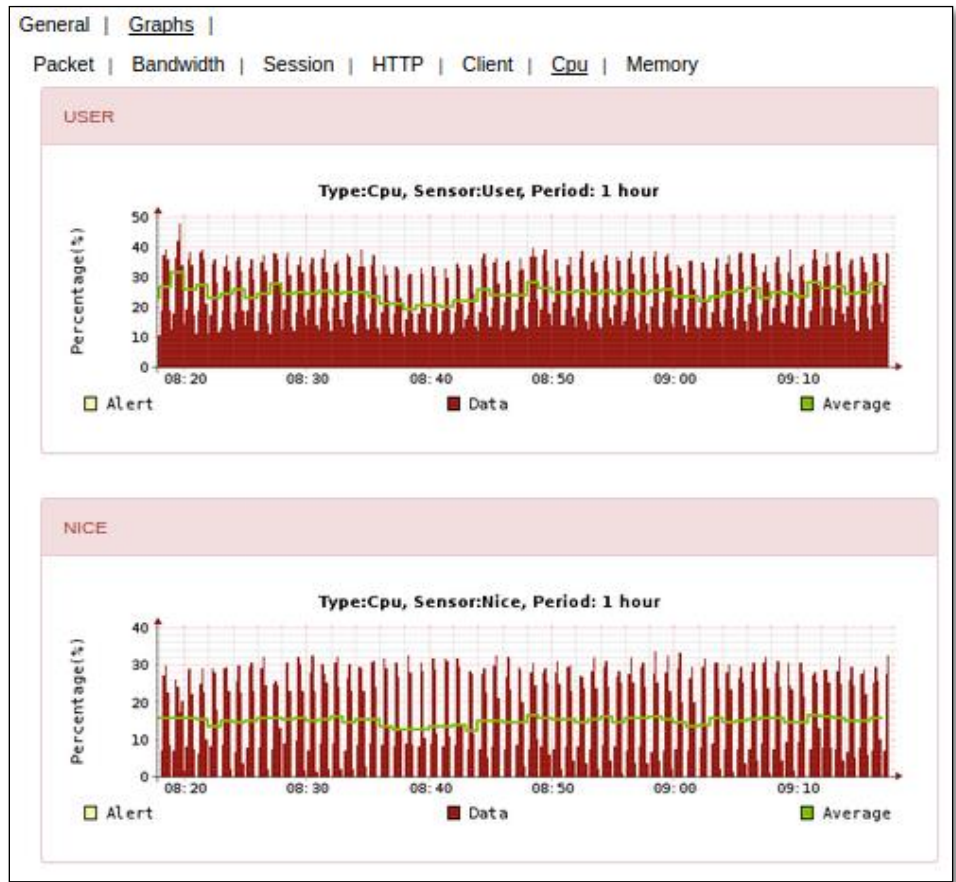 General | Graphs |
Packet | Bandwidth | Session | HTTP | Client | Cpu | Memory
USER
Type:Cpu, Sensor:User, Period: 1 hour
Percentage(%)
50
40
30
20
10
0
08:20 08:30 08:40 08:50 09:00 09:10
Alert Data Average
NICE
Type:Cpu, Sensor:Nice, Period: 1 hour
Percentage(%)
40
30
20
10
0
08:20 08:30 08:40 08:50 09:00 09:10
Alert Data Average